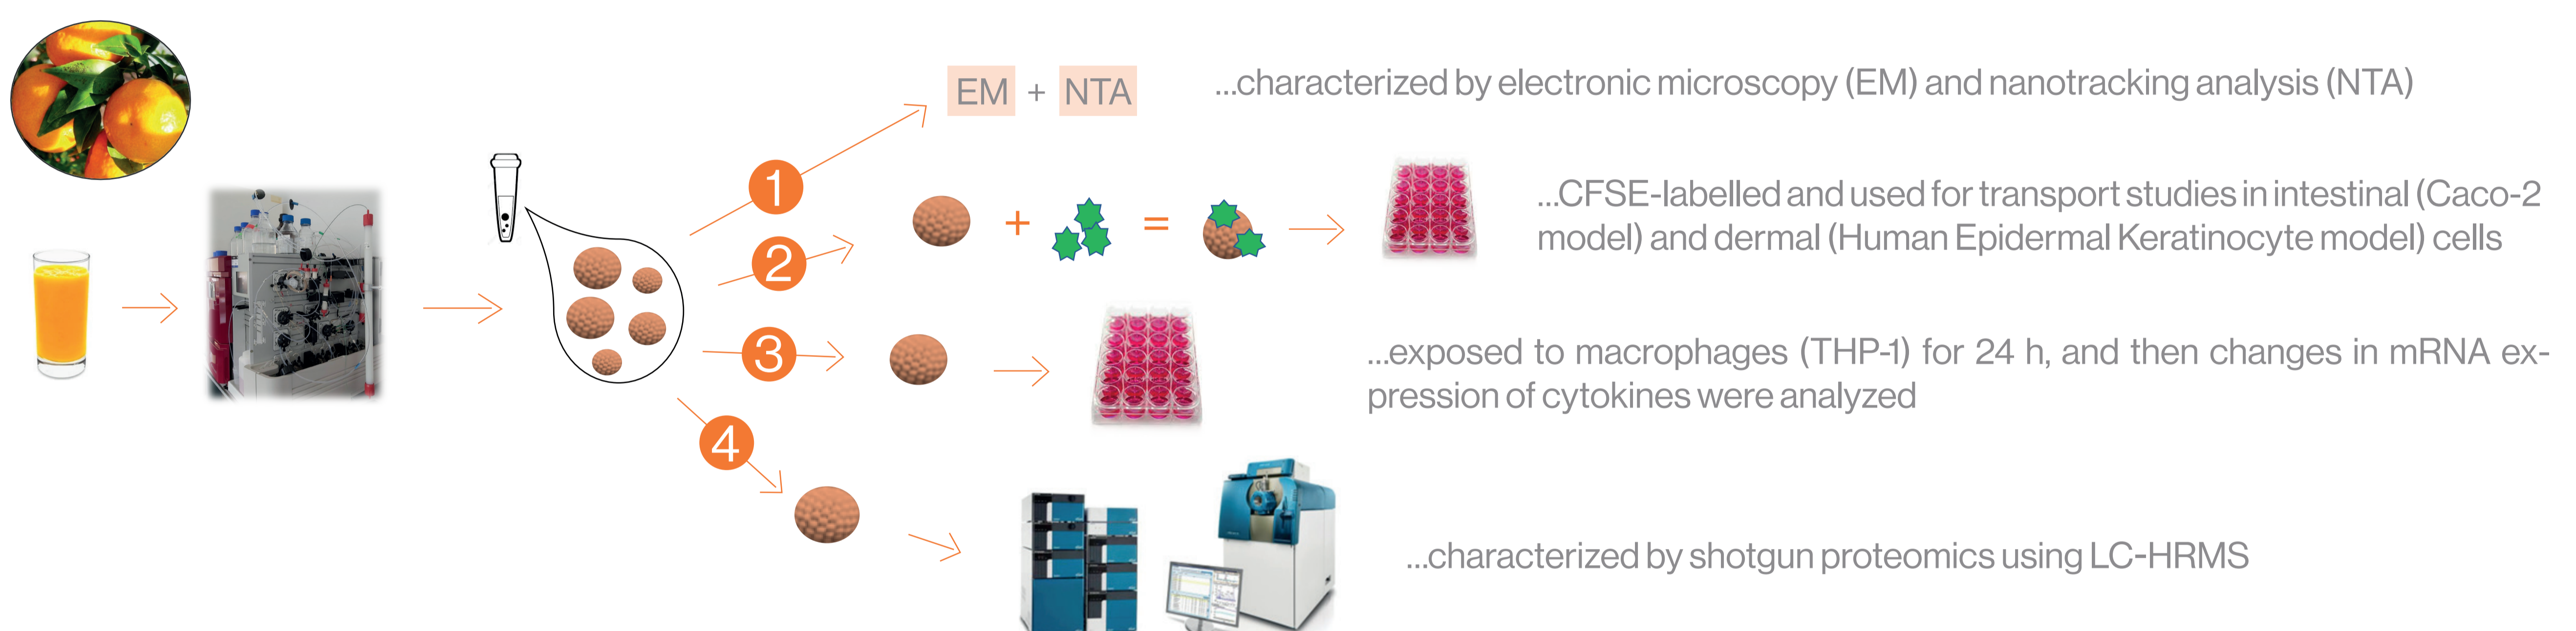 EM + NTA
...characterized by electronic microscopy (EM) and nanotracking analysis (NTA)
1
2
+
=
...CFSE-labelled and used for transport studies in intestinal (Caco-2
model) and dermal (Human Epidermal Keratinocyte model) cells
3
...exposed to macrophages (THP-1) for 24 h, and then changes in mRNA ex-
pression of cytokines were analyzed
4
...characterized by shotgun proteomics using LC-HRMS